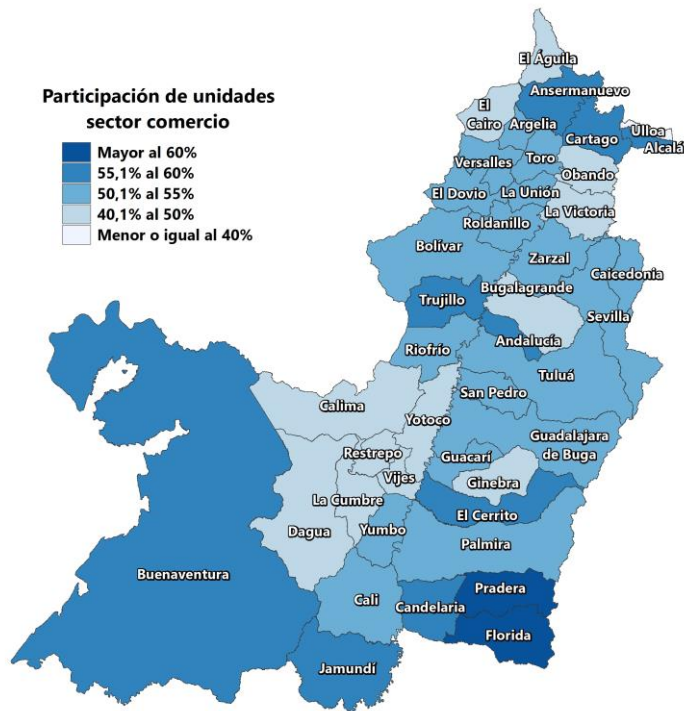 Participación de unidades
sector comercio
Mayor al 60%
55,1% al 60%
50,1% al 55%
40,1% al 50%
Menor o igual al 40%
El Águila
Ansermanuevo
El
Cairo
Argelia
Cartago
Ulloa
Alcalá
Versalles
Toro
Obando
El Dovio
La Unión
La Victoria
Roldanillo
Bolívar
Zarzal
Caicedonia
Bugalagrande
Trujillo
Sevilla
Andalucía
Riofrío
Tuluá
San Pedro
Calima
Yotoco
Guadalajara
de Buga
Restrepo
Guacarí
Vijes
Ginebra
La Cumbre
El Cerrito
Dagua
Yumbo
Palmira
Buenaventura
Pradera
Cali
Candelaria
Florida
Jamundí